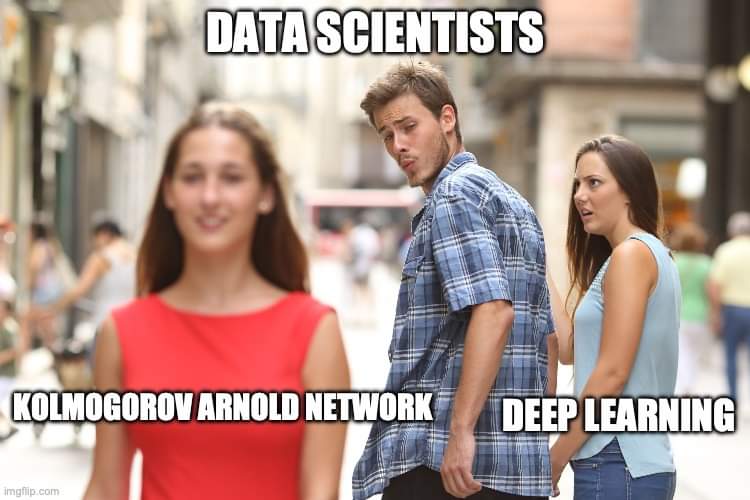 DATA SCIENTISTS
KOLMOGOROV ARNOLD NETWORK
DEEP LEARNING
imgflip.com